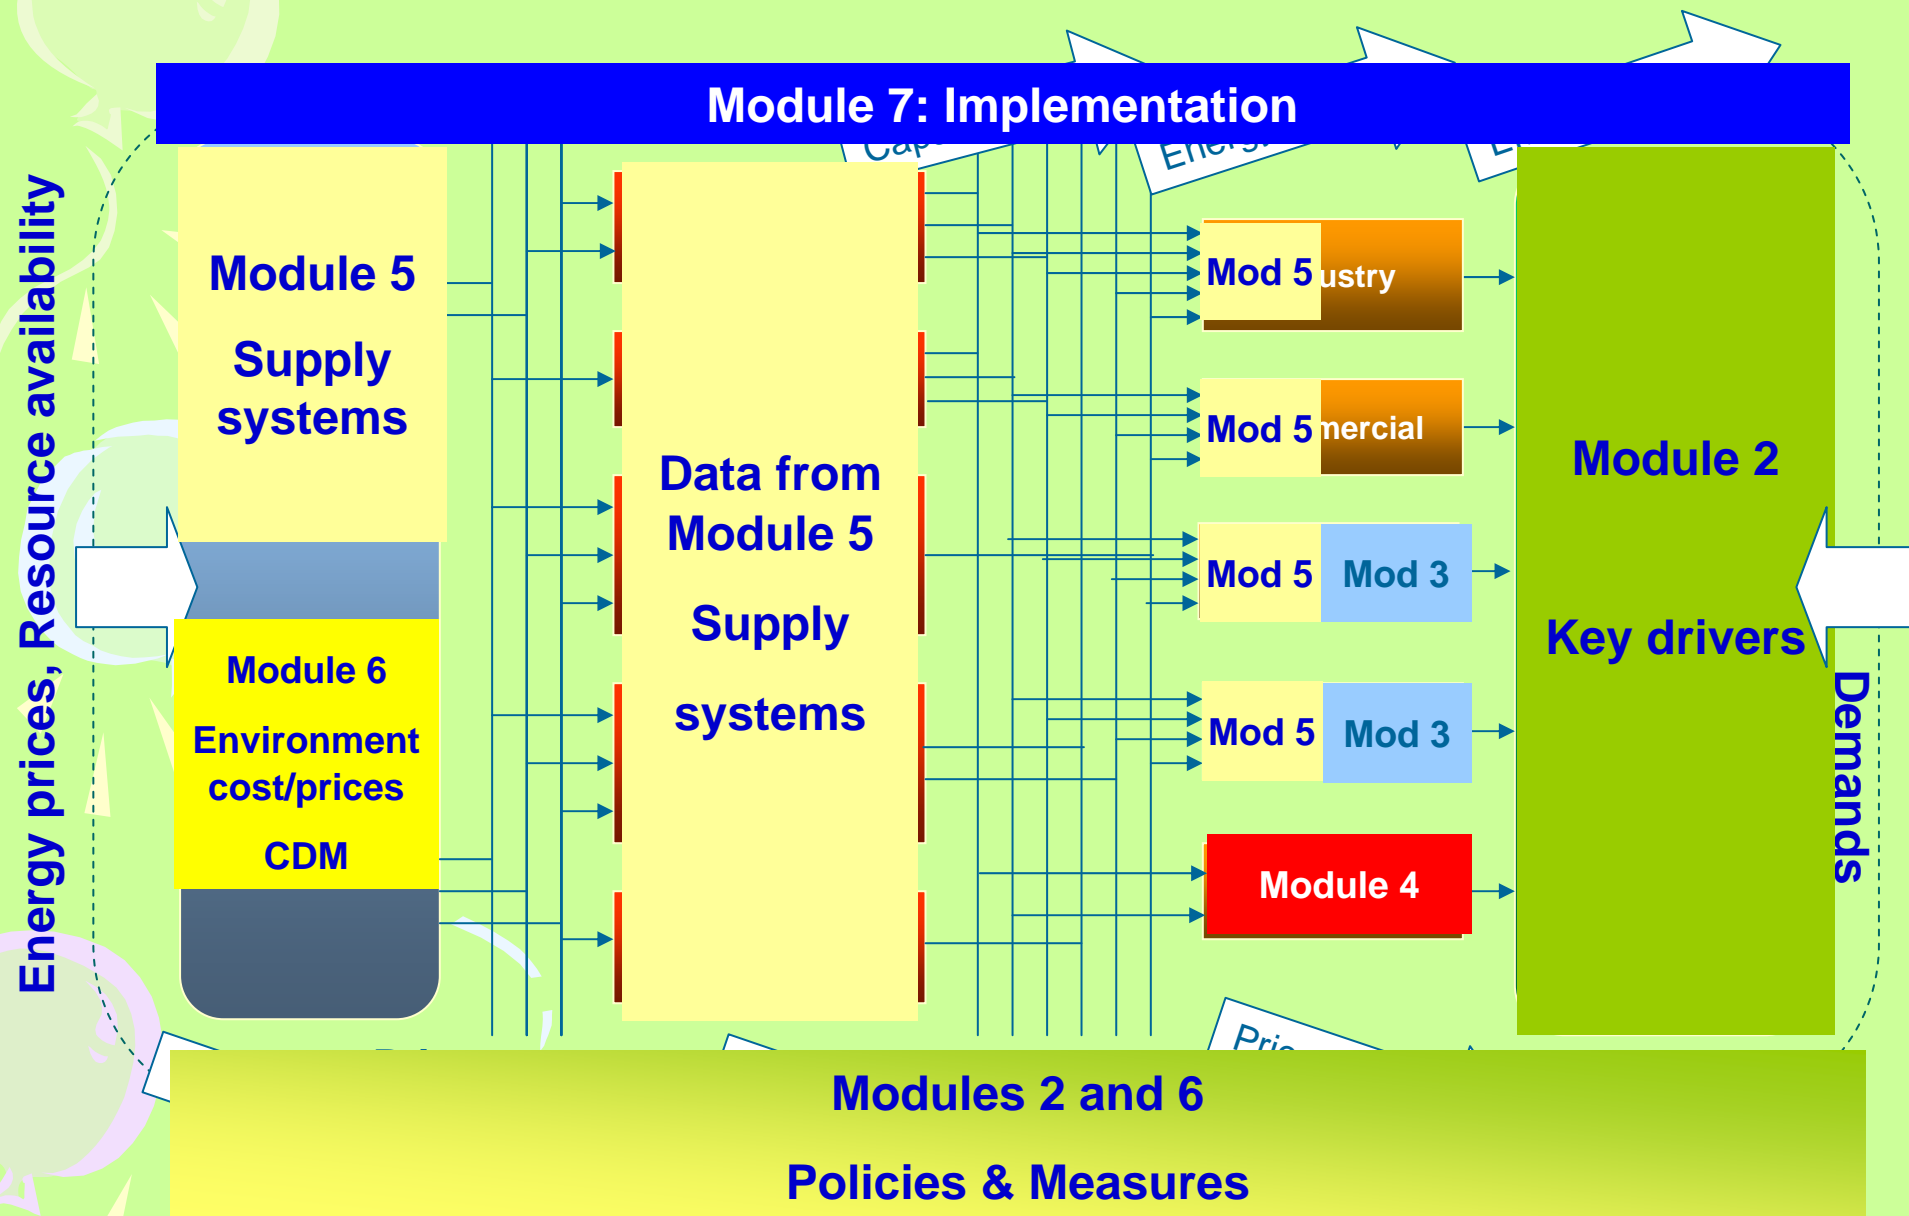 Module 7: Implementation
Energy prices, Resource availability
Module 5
Supply
systems
Module 6
Environment
cost/prices
CDM
Data from
Module 5
Supply
systems
Mod 5
ustry
Mod 5
mercial
Mod 5
Mod 3
Mod 5
Mod 3
Module 4
Module 2
Key drivers
Demands
Modules 2 and 6
Policies & Measures